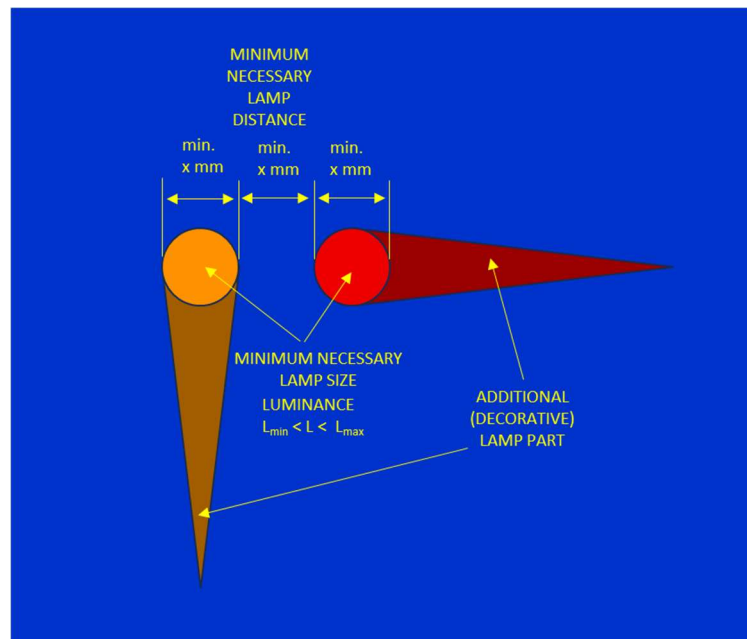 MINIMUM
NECESSARY
LAMP
DISTANCE
min.
x mm
min.
x mm
min.
x mm
MINIMUM NECESSARY
LAMP SIZE
LUMINANCE
Lmin < L < Lmax
ADDITIONAL
(DECORATIVE)
LAMP PART